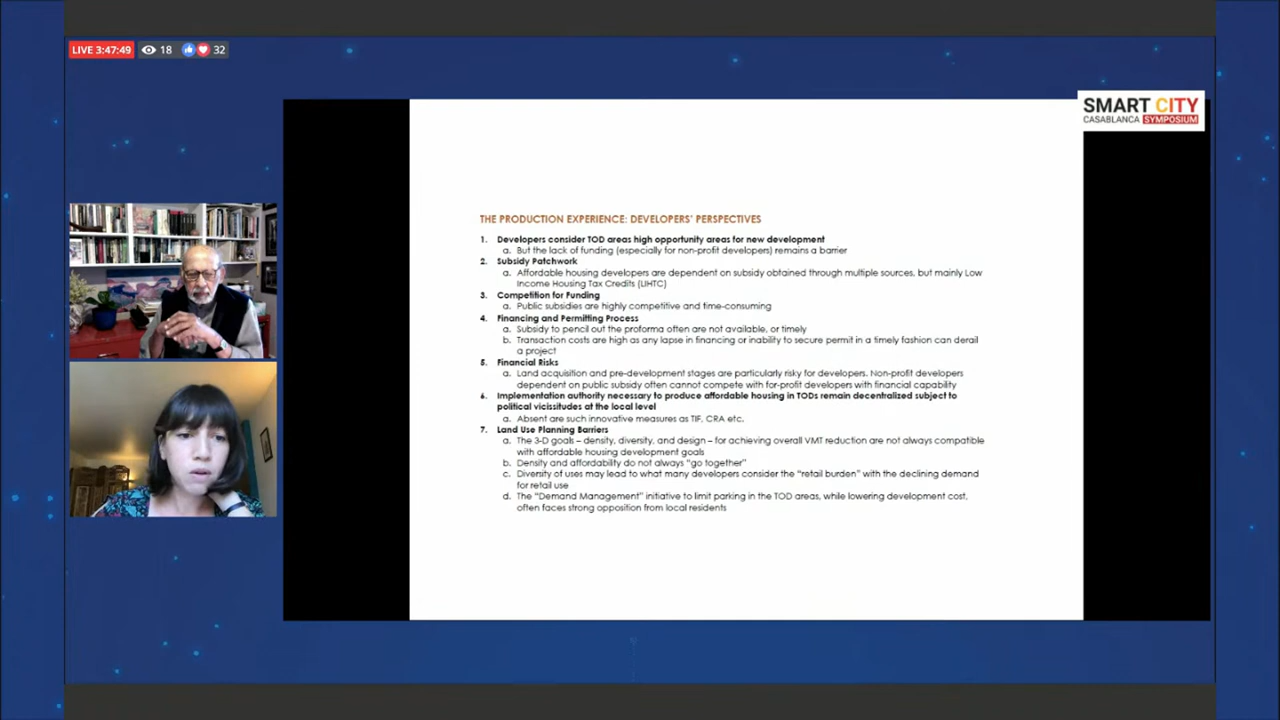 LIVE 3:47:49 18 32
SMART CITY
CASABLANCA SYMPOSIUM
THE PRODUCTION EXPERIENCE: DEVELOPERS' PERSPECTIVES
1. Developers consider TOD areas high opportunity areas for new development
a. But the lack of funding (especially for non-profit developers) remains a barrier
2. Subsidy Patchwork
a. Affordable housing developers are dependent on subsidy obtained through multiple sources, but mainly Low
Income Housing Tax Credits (LIHTC)
3. Competition for Funding
a. Public subsidies are highly competitive and time-consuming
4. Financing and Permitting Process
a. Subsidy to pencil out the proforma often are not available, or timely
b. Transaction costs are high as any lapse in financing or inability to secure permit in a timely fashion can derail
a project
5. Financial Risks
a. Land acquisition and pre-development stages are particularly risky for developers. Non-profit developers
dependent on public subsidy often cannot compete with for-profit developers with financial capability
6. Implementation authority necessary to produce affordable housing in TODs remain decentralized subject to
political vicissitudes at the local level
a. Absent are such innovative measures as TIF, CRA etc.
7. Land Use Planning Barriers
a. The 3-D goals – density, diversity, and design – for achieving overall VMT reduction are not always compatible
with affordable housing development goals
b. Density and affordability do not always "go together"
c. Diversity of uses may lead to what many developers consider the "retail burden" with the declining demand
for retail use
d. The "Demand Management" initiative to limit parking in the TOD areas, while lowering development cost,
often faces strong opposition from local residents